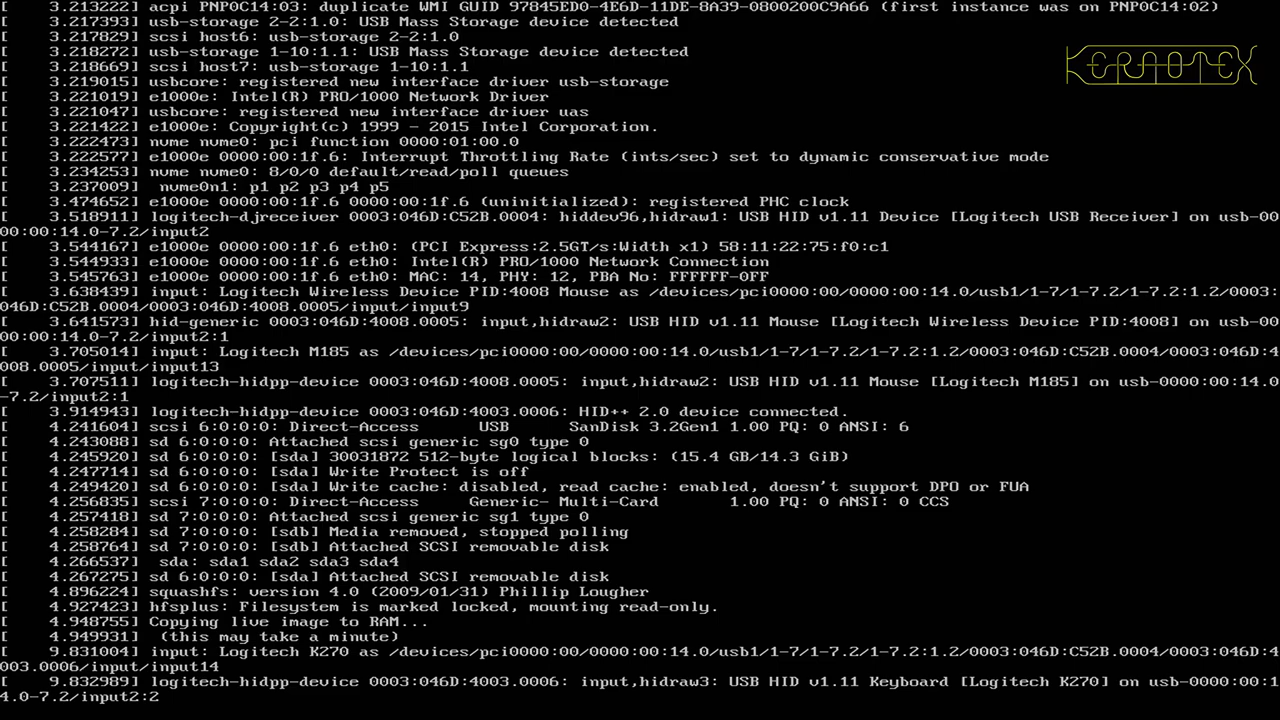 [    3.213222] acpi PNP0C14:03: duplicate WMI GUID 97845ED0-4E6D-11DE-8A39-0800200C9A66 (first instance was on PNP0C14:02)
[    3.217193] usb-storage 2-2:1.0: USB Mass Storage device detected
[    3.217829] scsi host6: usb-storage 2-2:1.0
[    3.218272] usb-storage 1-10:1.1: USB Mass Storage device detected
[    3.218669] scsi host7: usb-storage 1-10:1.1
[    3.219015] usbcore: registered new interface driver usb-storage
[    3.221019] e1000e: Intel(R) PRO/1000 Network Driver
[    3.221047] usbcore: registered new interface driver uas
[    3.221422] e1000e: Copyright(c) 1999 - 2015 Intel Corporation.
[    3.222473] nvme nvme0: pci function 0000:01:00.0
[    3.222577] e1000e 0000:00:1f.6: Interrupt Throttling Rate (ints/sec) set to dynamic conservative mode
[    3.234253] nvme nvme0: 8/0/0 default/read/poll queues
[    3.237009]  nvme0n1: p1 p2 p3 p4 p5
[    3.474652] e1000e 0000:00:1f.6 0000:00:1f.6 (uninitialized): registered PHC clock
[    3.518911] logitech-djreceiver 0003:046D:C52B.0004: hiddev96,hidraw1: USB HID v1.11 Device [Logitech USB Receiver] on usb-00
00:00:14.0-7.2/input2
[    3.544167] e1000e 0000:00:1f.6 eth0: (PCI Express:2.5GT/s:Width x1) 58:11:22:75:f0:c1
[    3.544933] e1000e 0000:00:1f.6 eth0: Intel(R) PRO/1000 Network Connection
[    3.545763] e1000e 0000:00:1f.6 eth0: MAC: 14, PHY: 12, PBA No: FFFFFF-0FF
[    3.638439] input: Logitech Wireless Device PID:4008 Mouse as /devices/pci0000:00/0000:00:14.0/usb1/1-7/1-7.2/1-7.2:1.2/0003:
046D:C52B.0004/0003:046D:4008.0005/input/input9
[    3.641573] hid-generic 0003:046D:4008.0005: input,hidraw2: USB HID v1.11 Mouse [Logitech Wireless Device PID:4008] on usb-00
00:00:14.0-7.2/input2:1
[    3.705014] input: Logitech M185 as /devices/pci0000:00/0000:00:14.0/usb1/1-7/1-7.2/1-7.2:1.2/0003:046D:C52B.0004/0003:046D:4
008.0005/input/input13
[    3.707511] logitech-hidpp-device 0003:046D:4008.0005: input,hidraw2: USB HID v1.11 Mouse [Logitech M185] on usb-0000:00:14.0
-7.2/input2:1
[    3.914943] logitech-hidpp-device 0003:046D:4003.0006: HID++ 2.0 device connected.
[    4.241604] scsi 6:0:0:0: Direct-Access     USB      SanDisk 3.2Gen1  1.00 PQ: 0 ANSI: 6
[    4.243088] sd 6:0:0:0: Attached scsi generic sg0 type 0
[    4.245920] sd 6:0:0:0: [sda] 30031872 512-byte logical blocks: (15.4 GB/14.3 GiB)
[    4.247714] sd 6:0:0:0: [sda] Write Protect is off
[    4.249420] sd 6:0:0:0: [sda] Write cache: disabled, read cache: enabled, doesn't support DPO or FUA
[    4.256835] scsi 7:0:0:0: Direct-Access     Generic- Multi-Card       1.00 PQ: 0 ANSI: 0 CCS
[    4.257418] sd 7:0:0:0: Attached scsi generic sg1 type 0
[    4.258284] sd 7:0:0:0: [sdb] Media removed, stopped polling
[    4.258764] sd 7:0:0:0: [sdb] Attached SCSI removable disk
[    4.266537]  sda: sda1 sda2 sda3 sda4
[    4.267275] sd 6:0:0:0: [sda] Attached SCSI removable disk
[    4.896224] squashfs: version 4.0 (2009/01/31) Phillip Lougher
[    4.927423] hfsplus: Filesystem is marked locked, mounting read-only.
[    4.948755] Copying live image to RAM...
[    4.949931]  (this may take a minute)
[    9.831004] input: Logitech K270 as /devices/pci0000:00/0000:00:14.0/usb1/1-7/1-7.2/1-7.2:1.2/0003:046D:C52B.0004/0003:046D:4
003.0006/input/input14
[    9.832989] logitech-hidpp-device 0003:046D:4003.0006: input,hidraw3: USB HID v1.11 Keyboard [Logitech K270] on usb-0000:00:1
4.0-7.2/input2:2